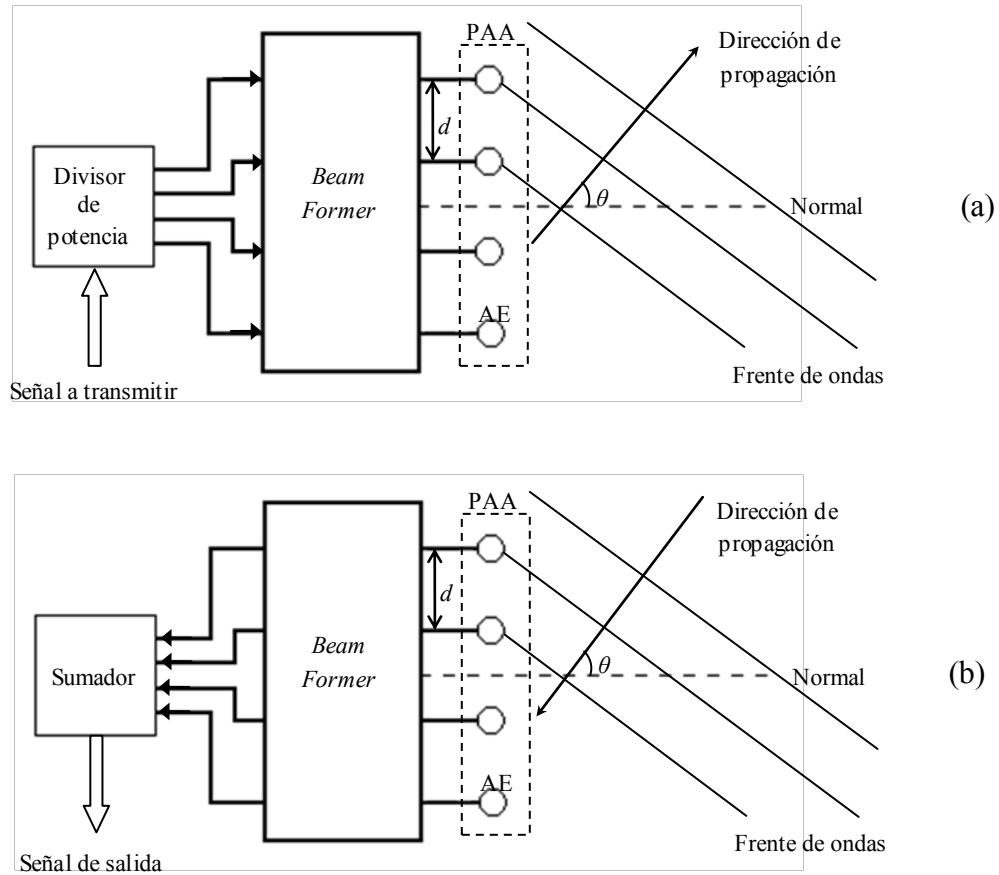 PAA
Dirección de
propagación
d
Divisor
de
potencia
Beam
Former
θ
Normal
(a)
AE
Señal a transmitir
Frente de ondas
PAA
Dirección de
propagación
d
Sumador
Beam
Former
θ
Normal
(b)
AE
Señal de salida
Frente de ondas